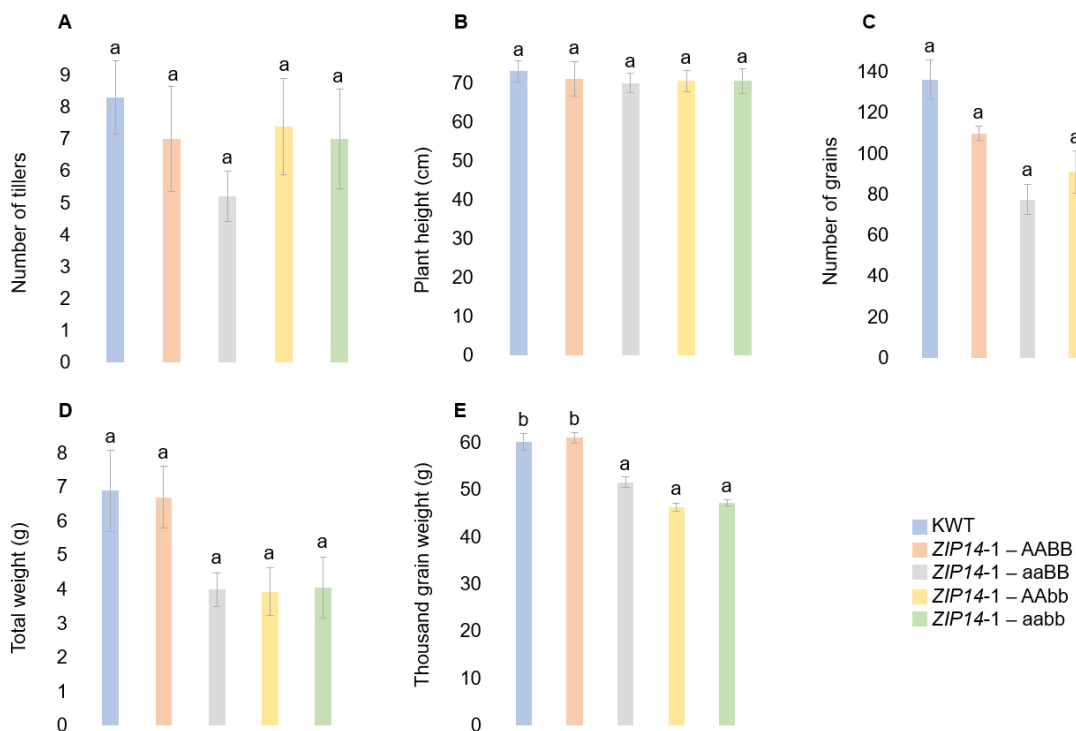 A
Number of tillers
9
8
7
6
5
4
3
2
1
0
a
a
a
a
a
B
Plant height (cm)
70
60
50
40
30
20
10
0
a
a
a
a
a
C
Number of grains
140
120
100
80
60
40
20
0
a
a
a
a
D
Total weight (g)
8
7
6
5
4
3
2
1
0
a
a
a
a
a
E
Thousand grain weight (g)
60
50
40
30
20
10
0
b
b
a
a
a
KWT
ZIP14-1 – AABB
ZIP14-1 – aaBB
ZIP14-1 – AAbb
ZIP14-1 – aabb